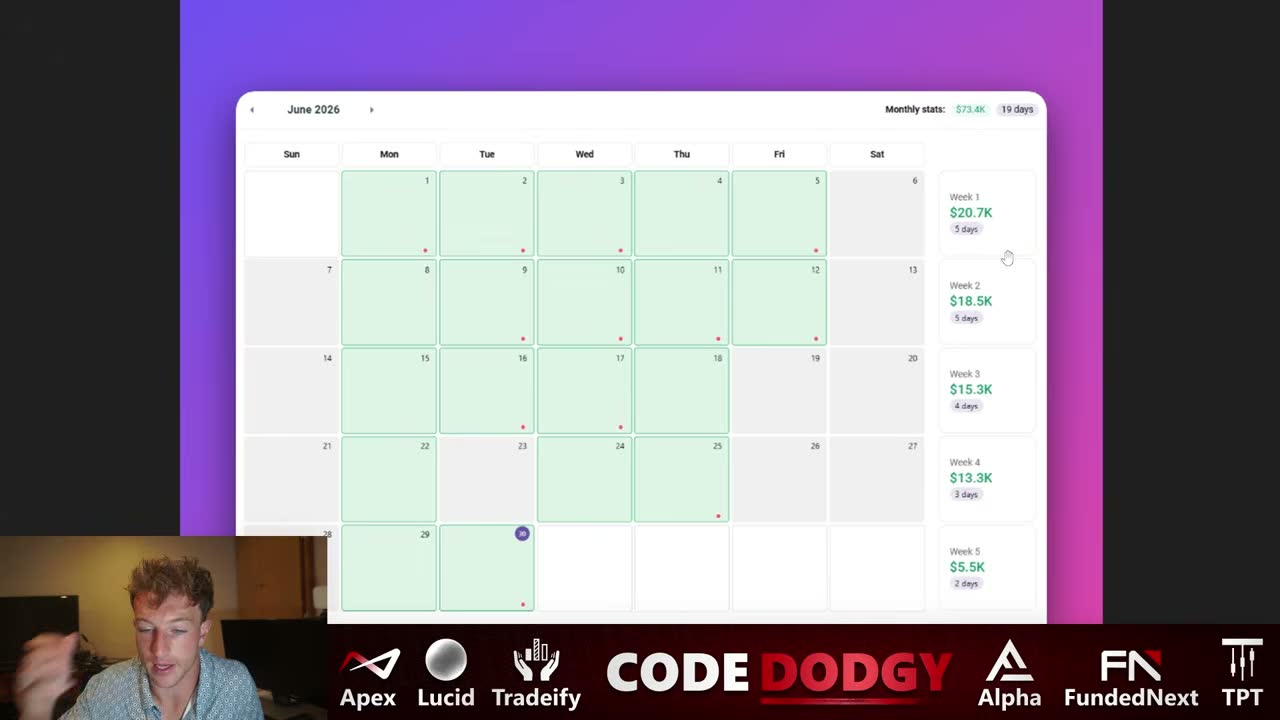 June 2026
Monthly stats: $73.4K 19 days
Sun Mon Tue Wed Thu Fri Sat
1 2 3 4 5 6
Week 1
$20.7K
5 days
7 8 9 10 11 12 13
Week 2
$18.5K
5 days
14 15 16 17 18 19 20
Week 3
$15.3K
4 days
21 22 23 24 25 26 27
Week 4
$13.3K
3 days
28 29 30
Week 5
$5.5K
2 days
Apex Lucid Tradeify CODE DODGY Alpha FN FundedNext TPT